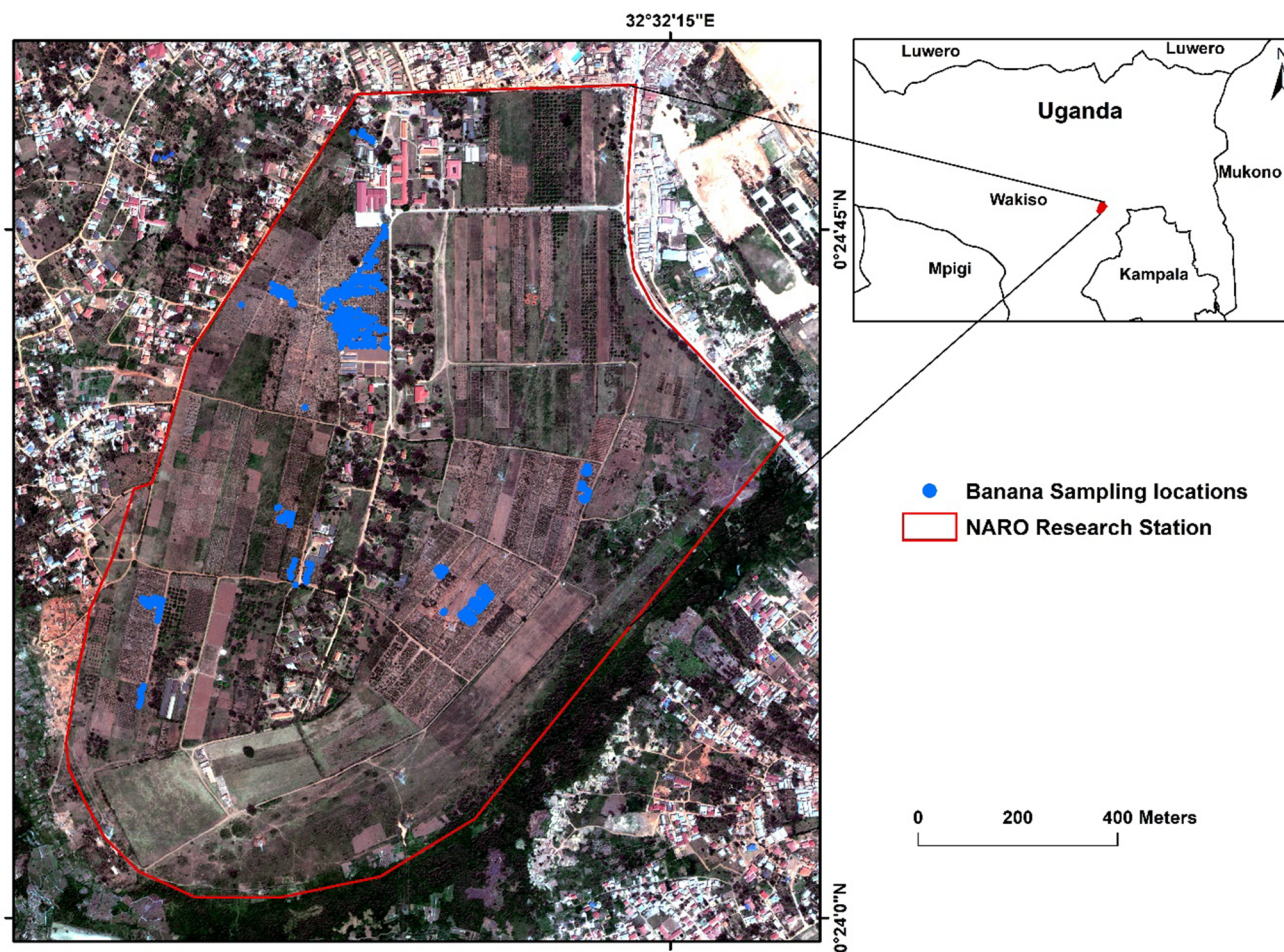 32°32'15"E
Luwero
Luwero
N
Uganda
Mukono
Wakiso
Mpigi
Kampala
0°24'45"N
Banana Sampling locations
NARO Research Station
0 200 400 Meters
0°24'0"N